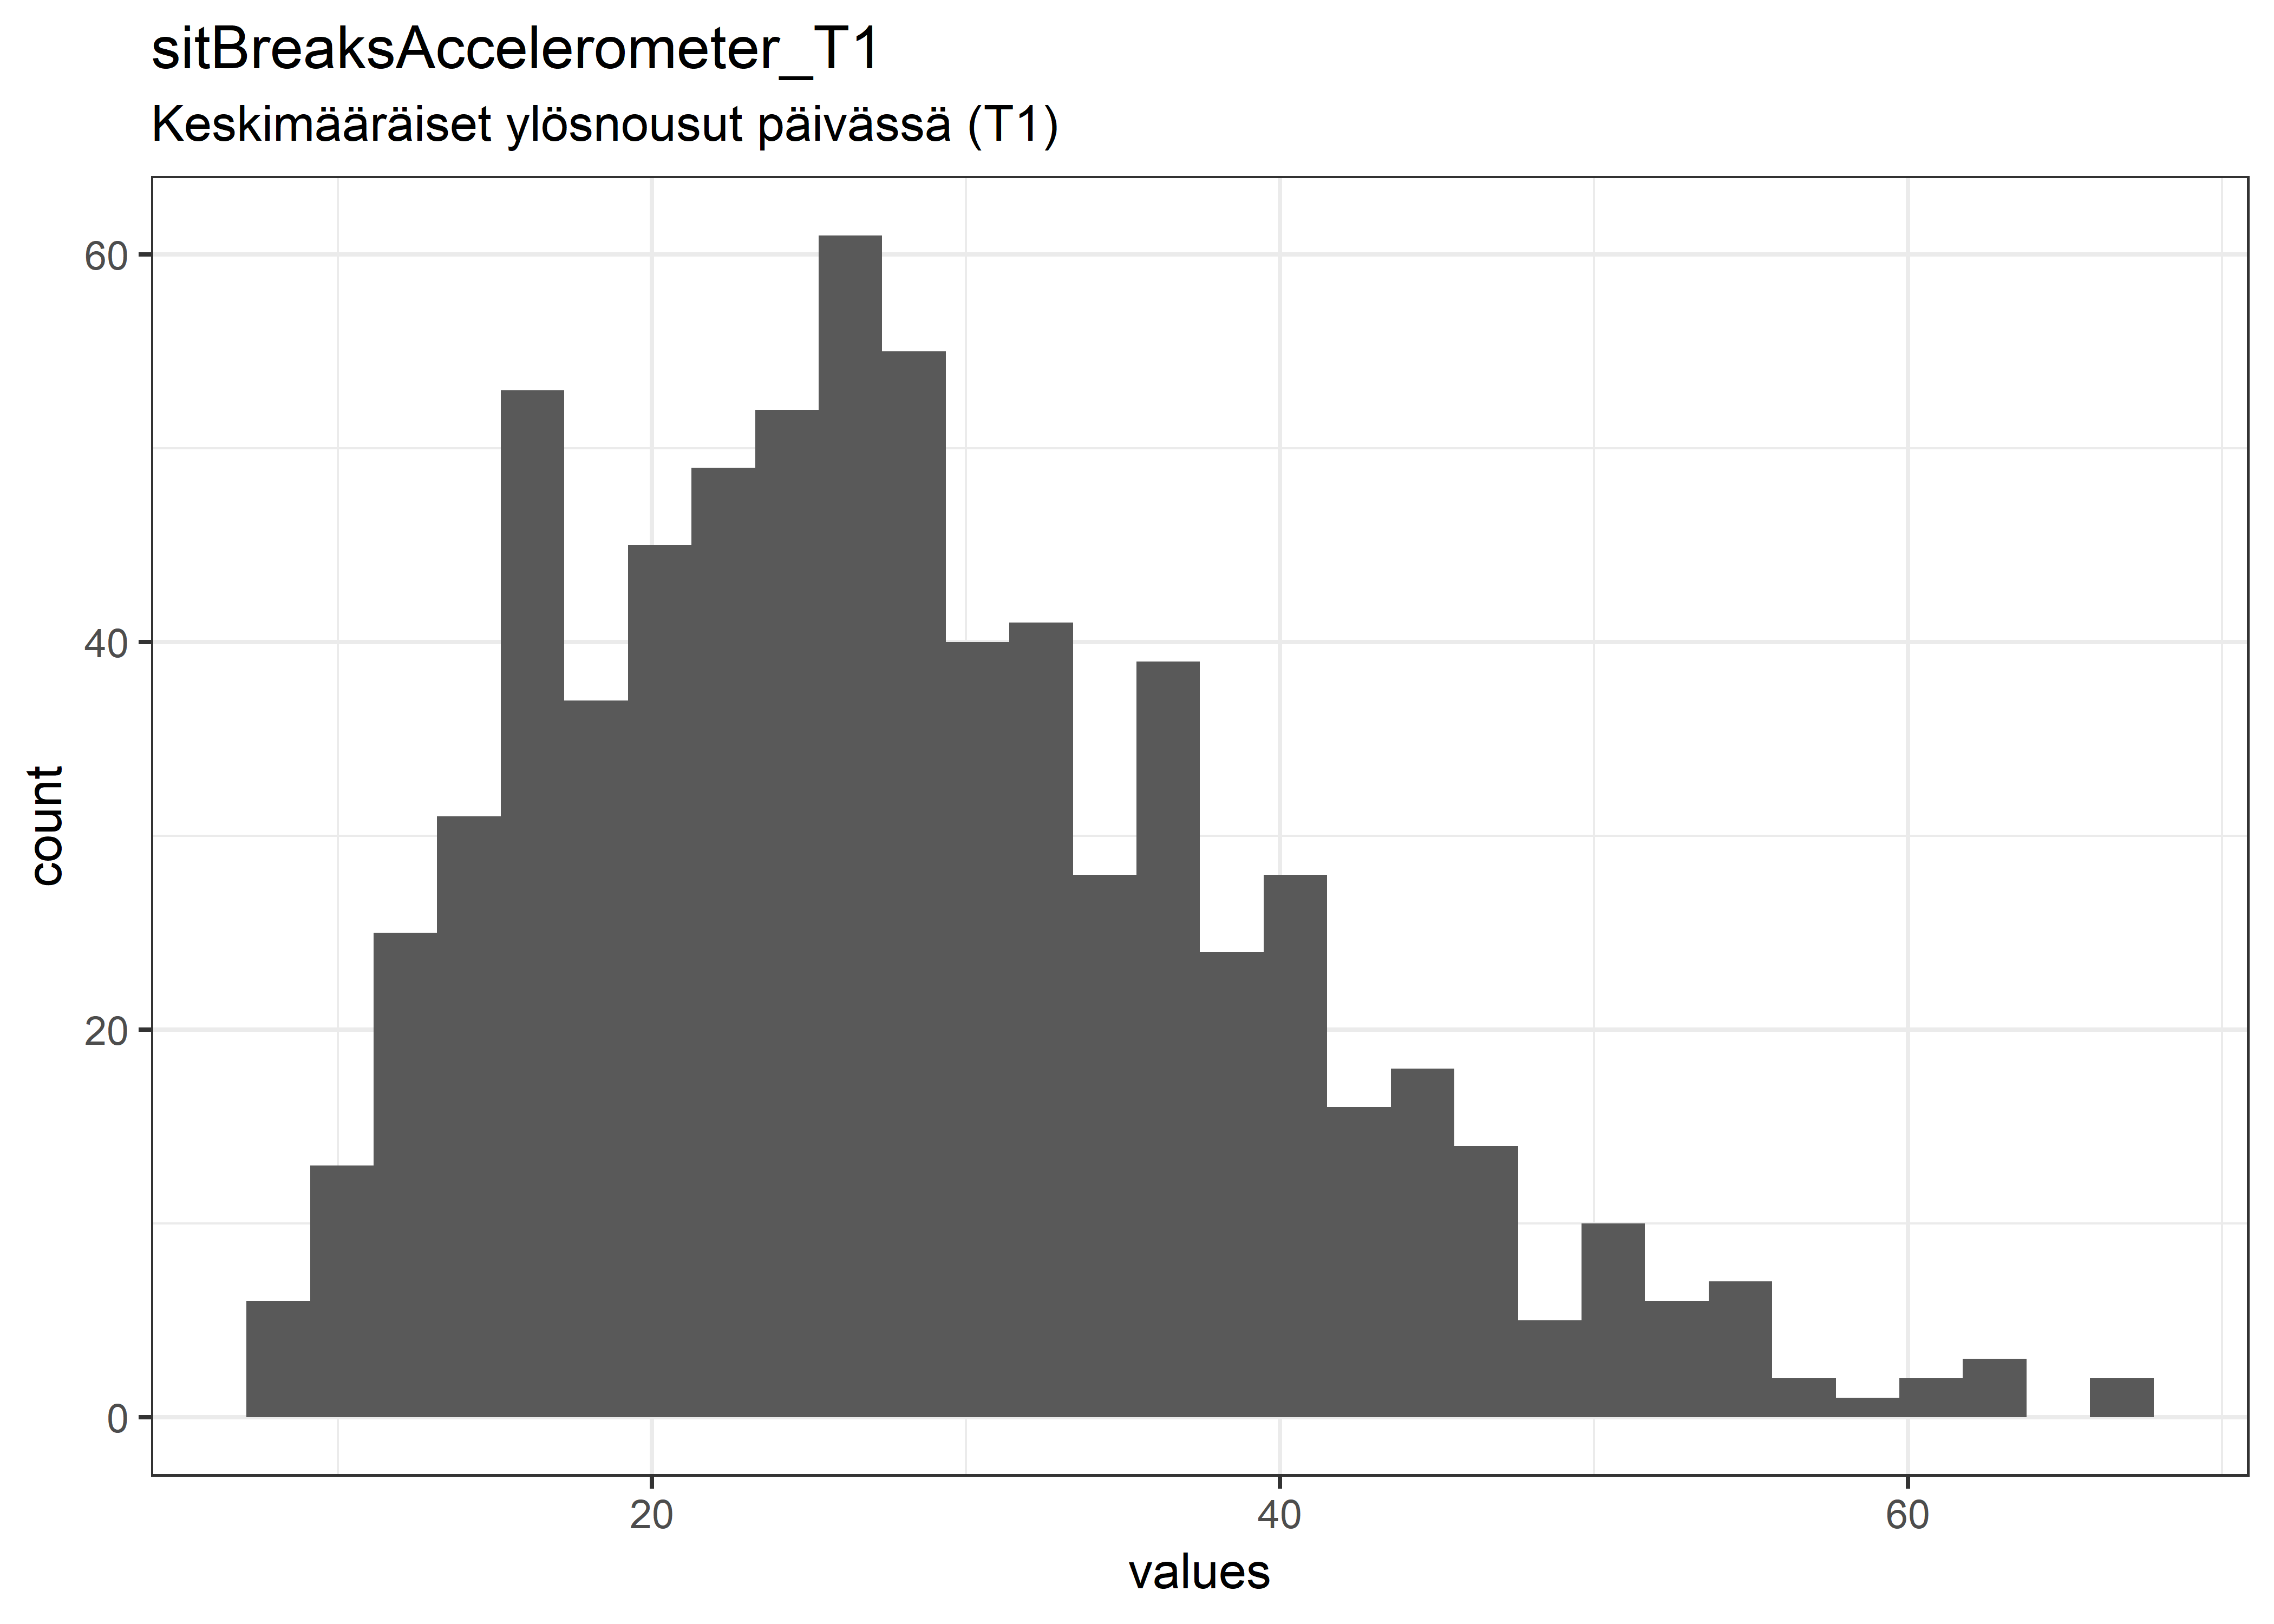 sitBreaksAccelerometer_T1
Keskimääräiset ylösnousut päivässä (T1)
60
40
20
0
count
20
40
60
values